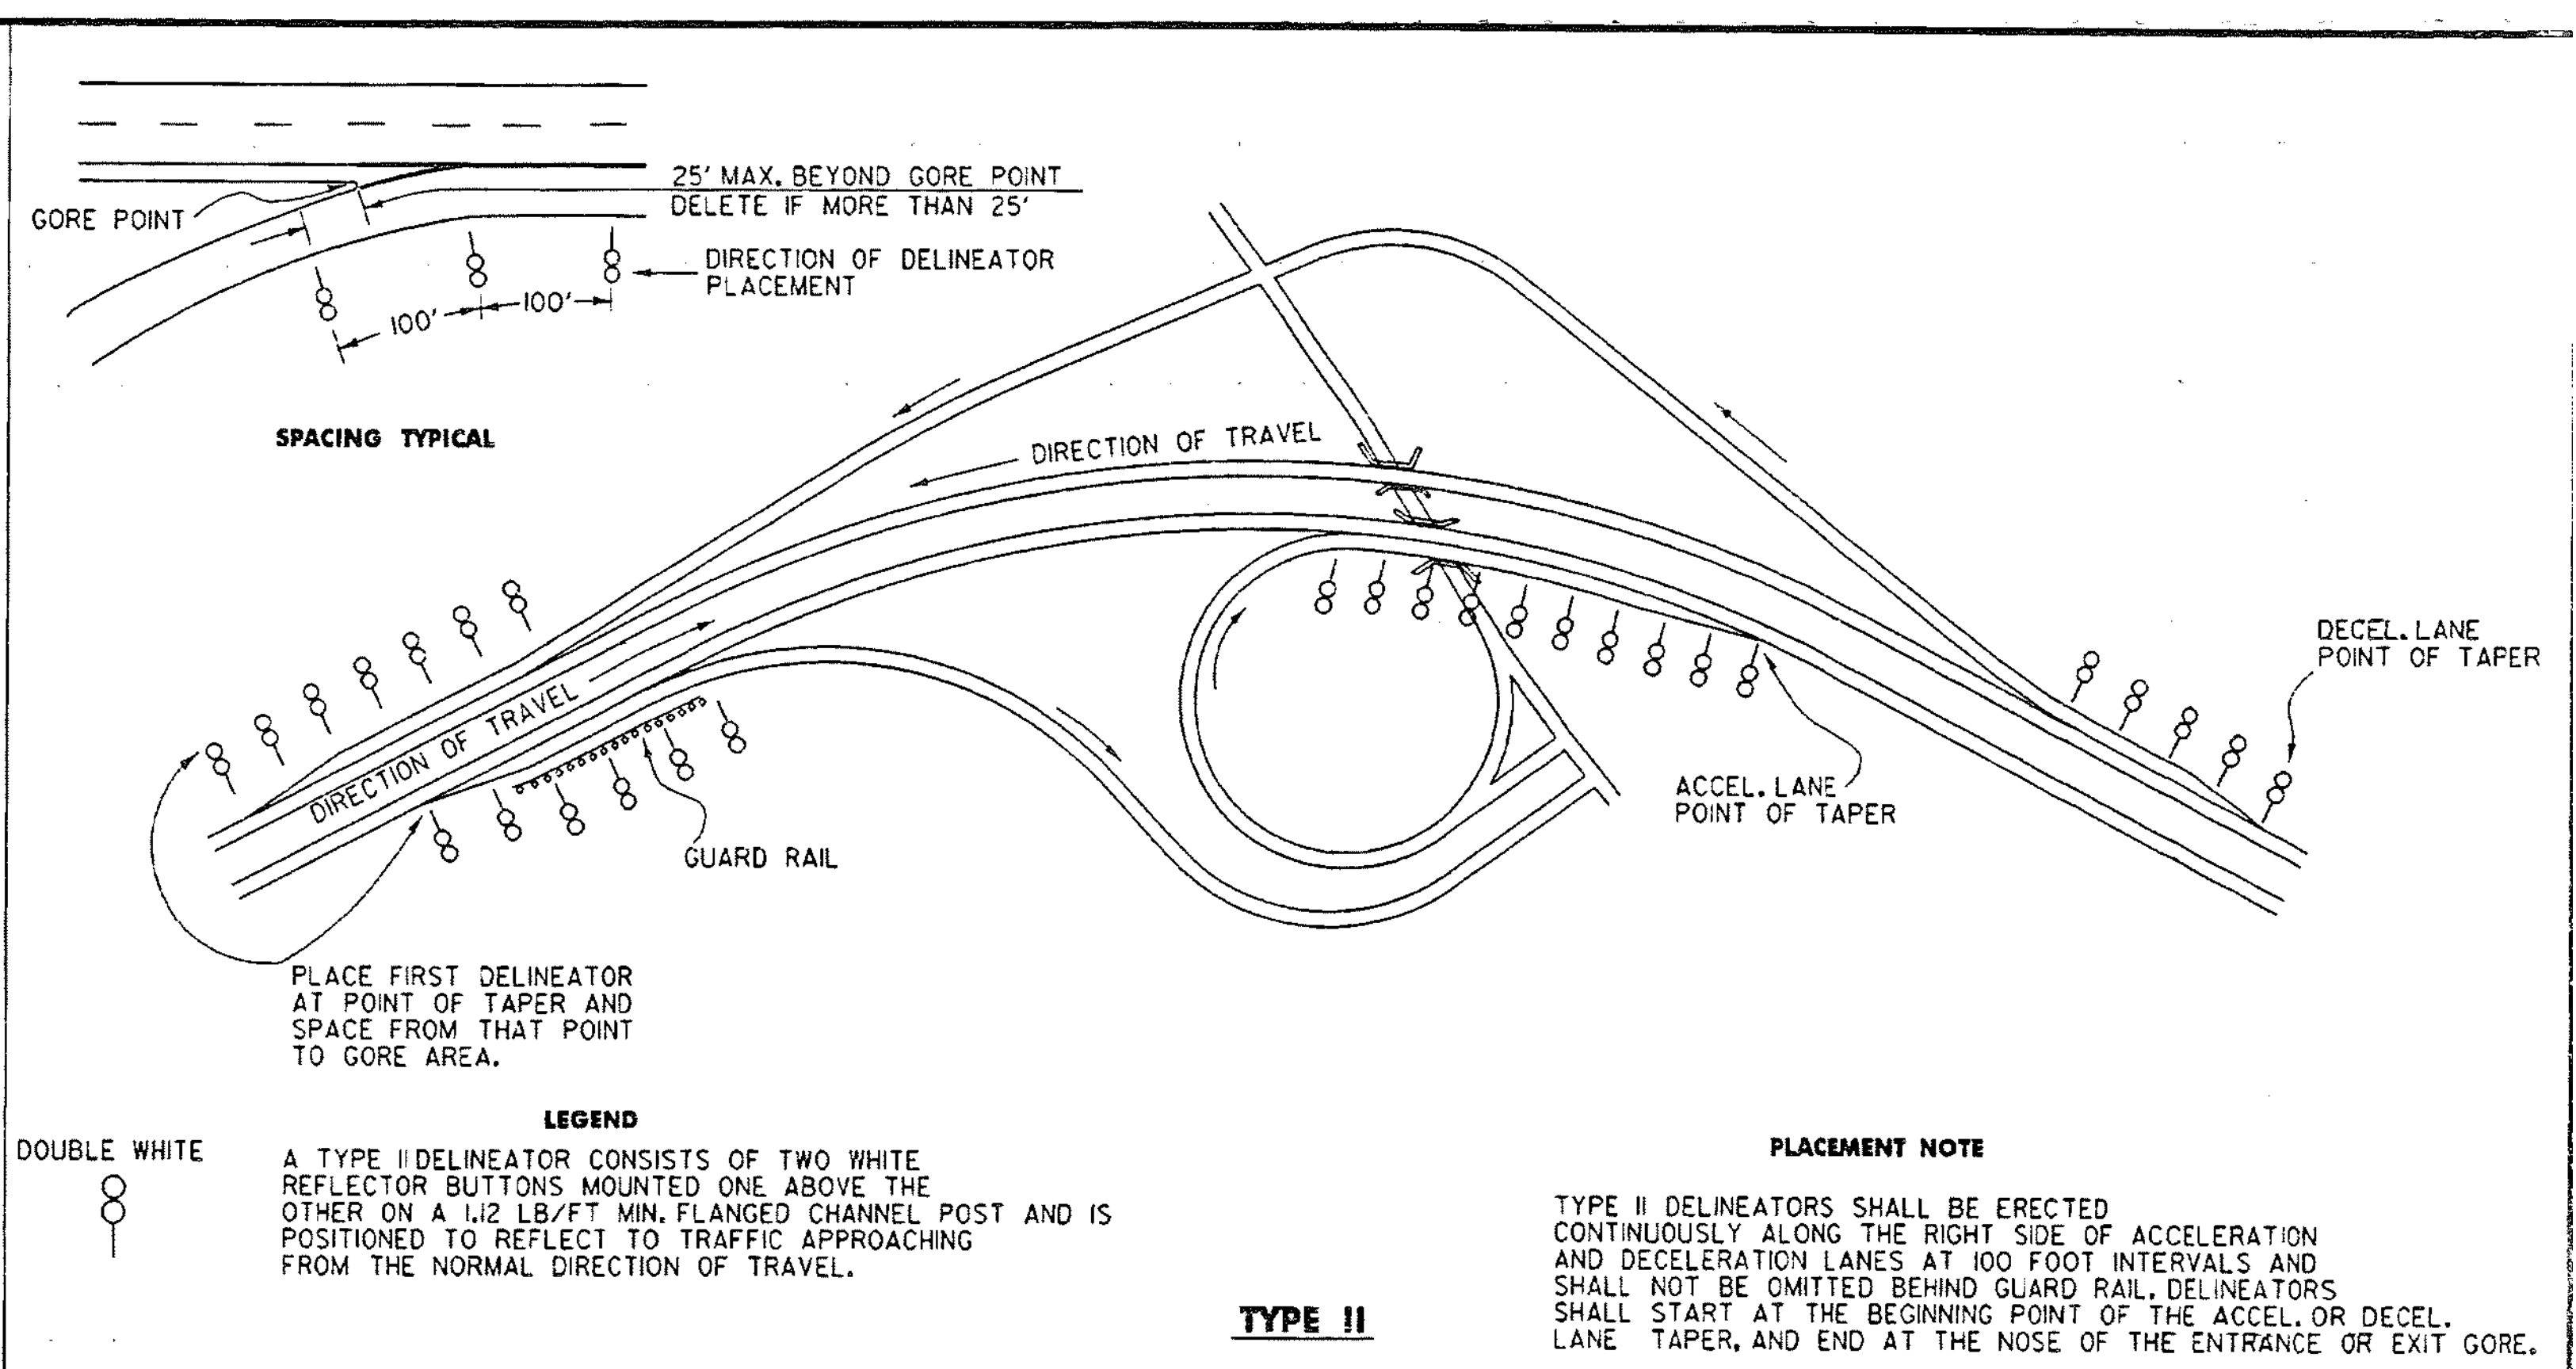 25' MAX. BEYOND GORE POINT
DELETE IF MORE THAN 25'
GORE POINT
DIRECTION OF DELINEATOR
PLACEMENT
100'
100'
SPACING TYPICAL
DIRECTION OF TRAVEL
DIRECTION OF TRAVEL
DECEL. LANE
POINT OF TAPER
ACCEL. LANE
POINT OF TAPER
GUARD RAIL
PLACE FIRST DELINEATOR
AT POINT OF TAPER AND
SPACE FROM THAT POINT
TO GORE AREA.
LEGEND
DOUBLE WHITE
A TYPE II DELINEATOR CONSISTS OF TWO WHITE
REFLECTOR BUTTONS MOUNTED ONE ABOVE THE
OTHER ON A 1.12 LB/FT MIN. FLANGED CHANNEL POST AND IS
POSITIONED TO REFLECT TO TRAFFIC APPROACHING
FROM THE NORMAL DIRECTION OF TRAVEL.
PLACEMENT NOTE
TYPE II DELINEATORS SHALL BE ERECTED
CONTINUOUSLY ALONG THE RIGHT SIDE OF ACCELERATION
AND DECELERATION LANES AT 100 FOOT INTERVALS AND
SHALL NOT BE OMITTED BEHIND GUARD RAIL. DELINEATORS
SHALL START AT THE BEGINNING POINT OF THE ACCEL. OR DECEL.
LANE TAPER, AND END AT THE NOSE OF THE ENTRANCE OR EXIT GORE.
TYPE II